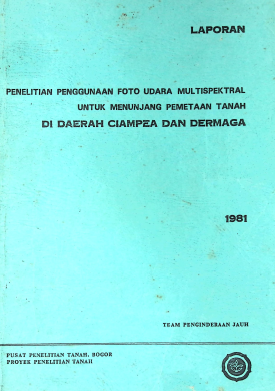 LAPORAN
PENELITIAN PENGGUNAAN FOTO UDARA MULTISPEKTRAL
UNTUK MENUNJANG PEMETAAN TANAH
DI DAERAH CIAMPEA DAN DERMAGA
1981
TEAM PENGINDERAAN JAUH
PUSAT PENELITIAN TANAH, BOGOR
PROYEK PENELITIAN TANAH